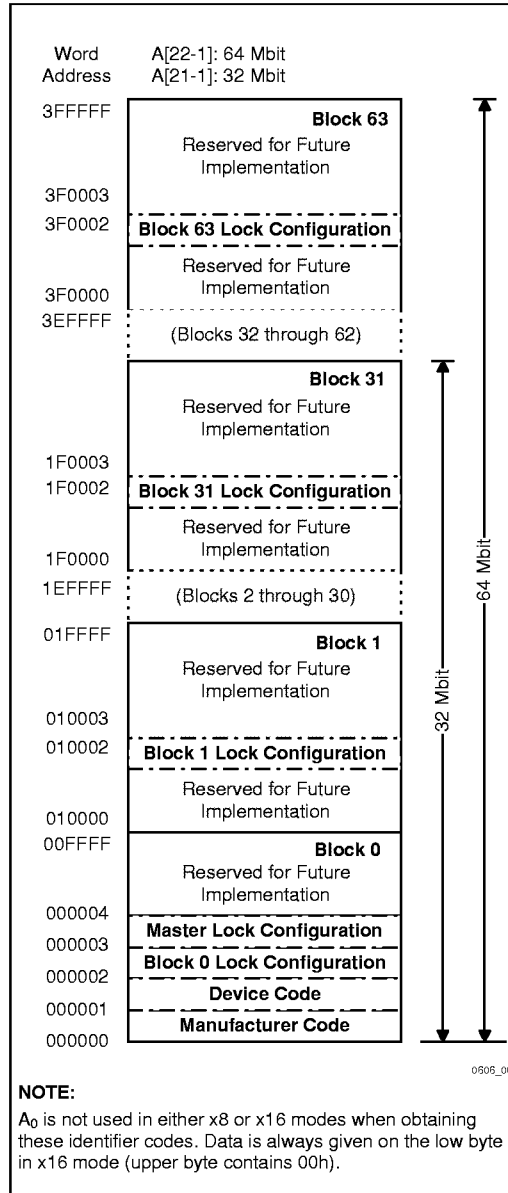 Word Address
A[22-1]: 64 Mbit
A[21-1]: 32 Mbit
3FFFFF
Block 63
Reserved for Future
Implementation
3F0003
3F0002
Block 63 Lock Configuration
Reserved for Future
Implementation
3F0000
3EFFFF
(Blocks 32 through 62)
Block 31
Reserved for Future
Implementation
1F0003
1F0002
Block 31 Lock Configuration
Reserved for Future
Implementation
1F0000
1EFFFF
(Blocks 2 through 30)
01FFFF
Block 1
Reserved for Future
Implementation
010003
010002
Block 1 Lock Configuration
Reserved for Future
Implementation
010000
00FFFF
Block 0
Reserved for Future
Implementation
000004
Master Lock Configuration
000003
Block 0 Lock Configuration
000002
Device Code
000001
Manufacturer Code
000000
32 Mbit
64 Mbit
NOTE:
A₀ is not used in either x8 or x16 modes when obtaining
these identifier codes. Data is always given on the low byte
in x16 mode (upper byte contains 00h).